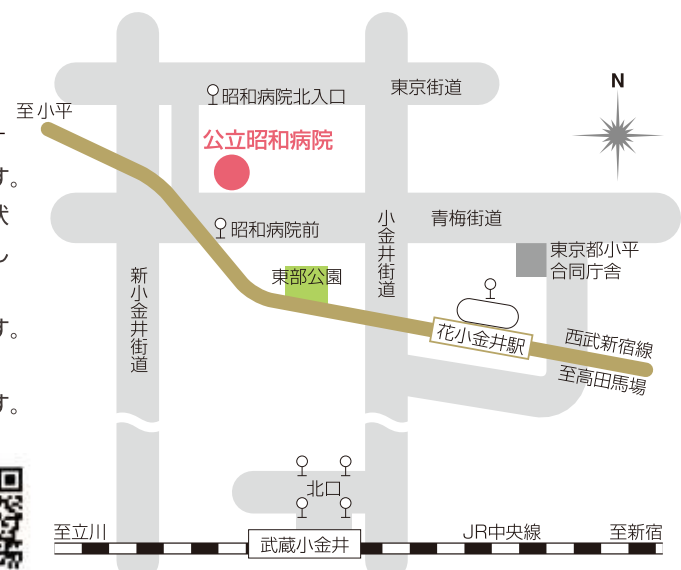 N
東京街道
昭和病院北入口
至 小平
公立昭和病院
す。
状
し
す。
す。
青梅街道
昭和病院前
小金井街道
新小金井街道
東京都小平
合同庁舎
東部公園
花小金井駅
西武新宿線
至高田馬場
北口
至立川
武蔵小金井
JR中央線
至新宿